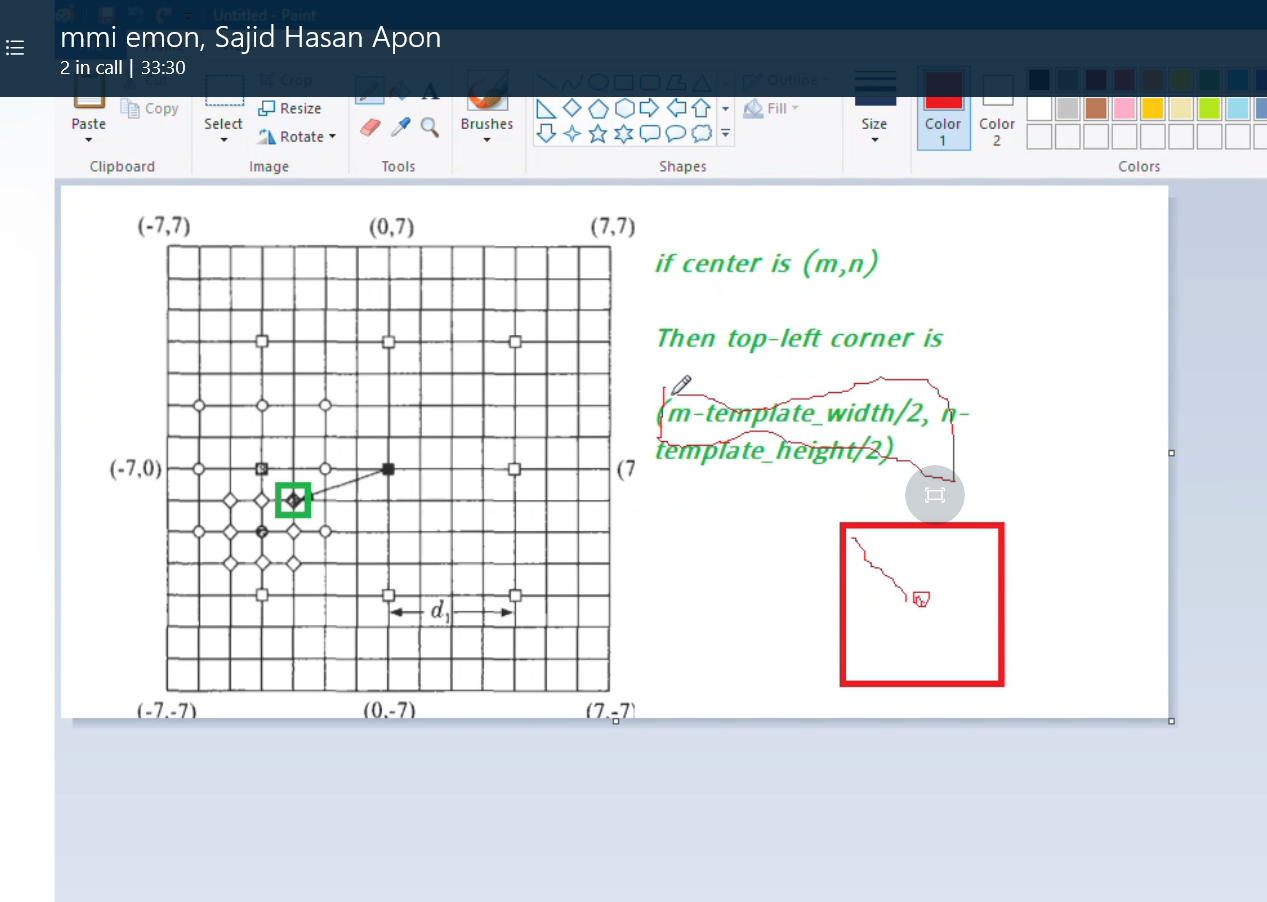 Untitled - Paint
mmi emon, Sajid Hasan Apon
2 in call | 33:30
Cut
Crop
Outline
Copy
Resize
Fill
Paste
Select
Rotate
A
Brushes
Size
Color
1
Color
2
Clipboard
Image
Tools
Shapes
Colors
(-7,7)
(0,7)
(7,7)
(-7,0)
(7
d1
(-7,-7)
(0,-7)
(7,-7)
if center is (m,n)
Then top-left corner is
(m-template_width/2, n-
template_height/2)